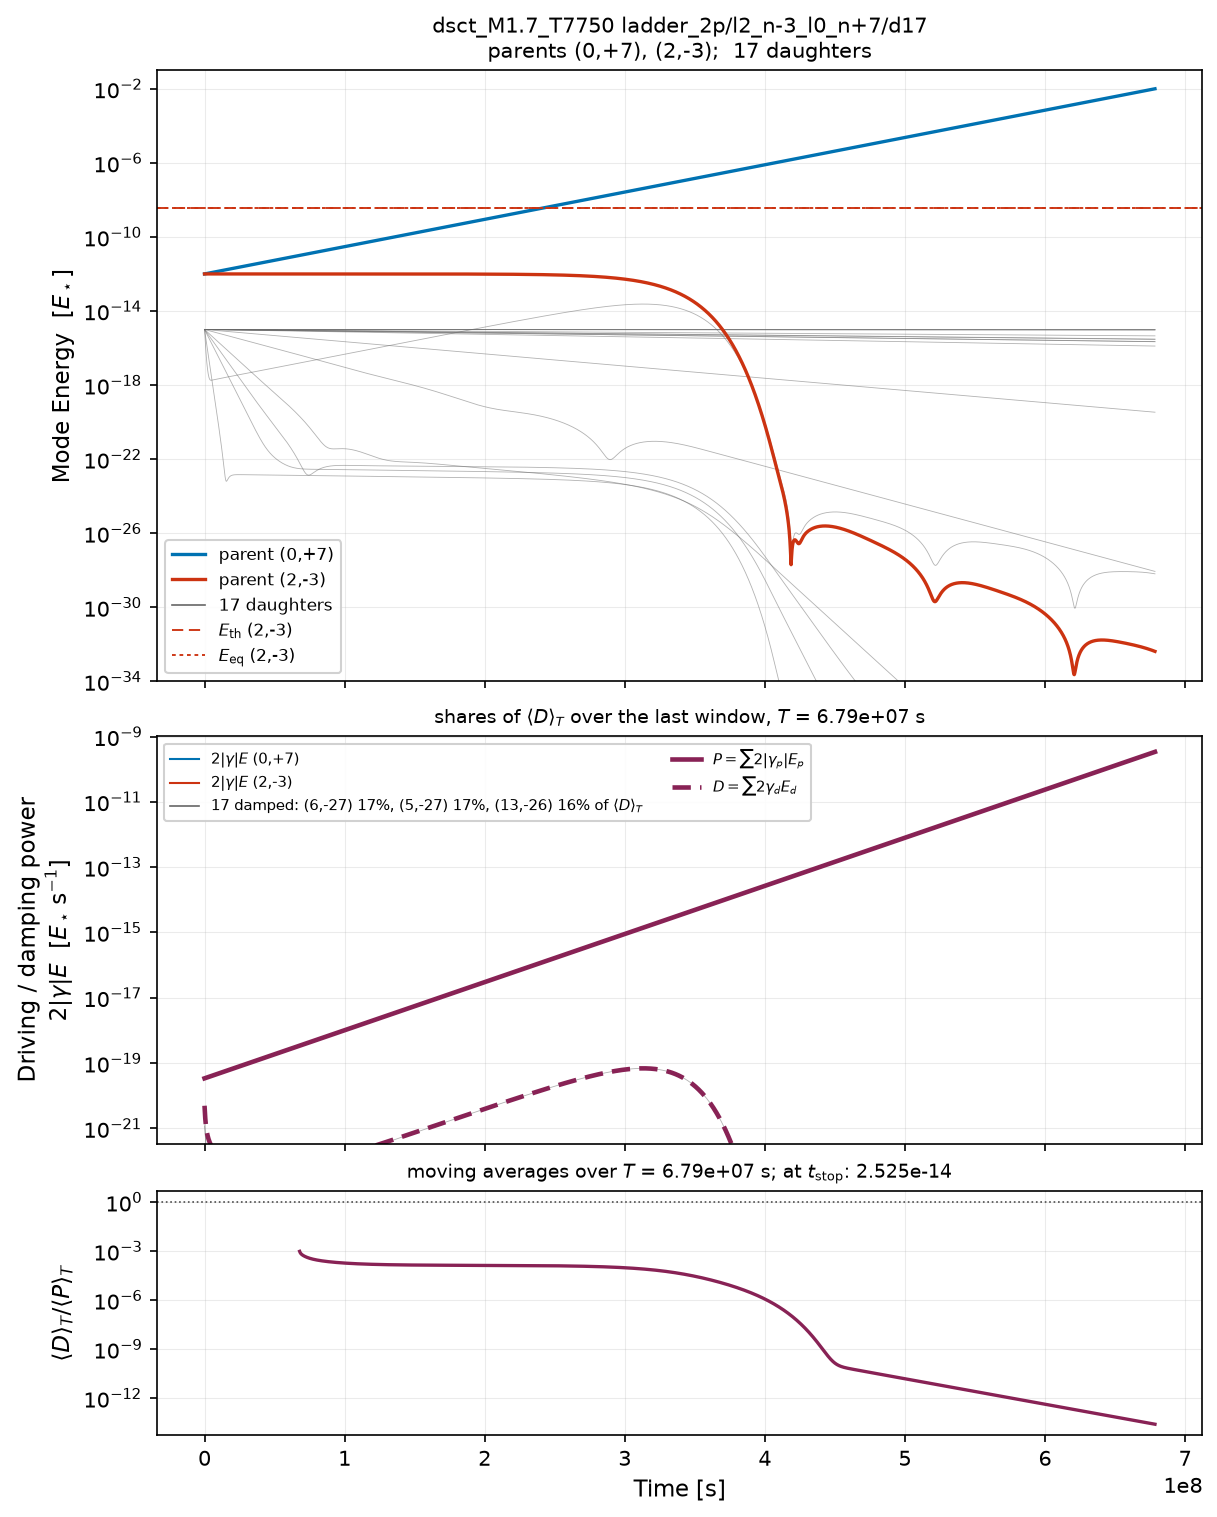 dsct_M1.7_T7750 ladder_2p/l2_n-3_l0_n+7/d17
parents (0,+7), (2,-3);  17 daughters
Mode Energy  [E⋆]
10⁻²
10⁻⁶
10⁻¹⁰
10⁻¹⁴
10⁻¹⁸
10⁻²²
10⁻²⁶
10⁻³⁰
10⁻³⁴
parent (0,+7)
parent (2,-3)
17 daughters
E_th (2,-3)
E_eq (2,-3)
shares of ⟨D⟩_T over the last window, T = 6.79e+07 s
Driving / damping power
2|γ|E  [E⋆ s⁻¹]
10⁻⁹
10⁻¹¹
10⁻¹³
10⁻¹⁵
10⁻¹⁷
10⁻¹⁹
10⁻²¹
2|γ|E (0,+7)
2|γ|E (2,-3)
17 damped: (6,-27) 17%, (5,-27) 17%, (13,-26) 16% of ⟨D⟩_T
P = ∑2|γ_p|E_p
D = ∑2γ_dE_d
moving averages over T = 6.79e+07 s; at t_stop: 2.525e-14
⟨D⟩_T/⟨P⟩_T
10⁰
10⁻³
10⁻⁶
10⁻⁹
10⁻¹²
0 1 2 3 4 5 6 7
1e8
Time [s]